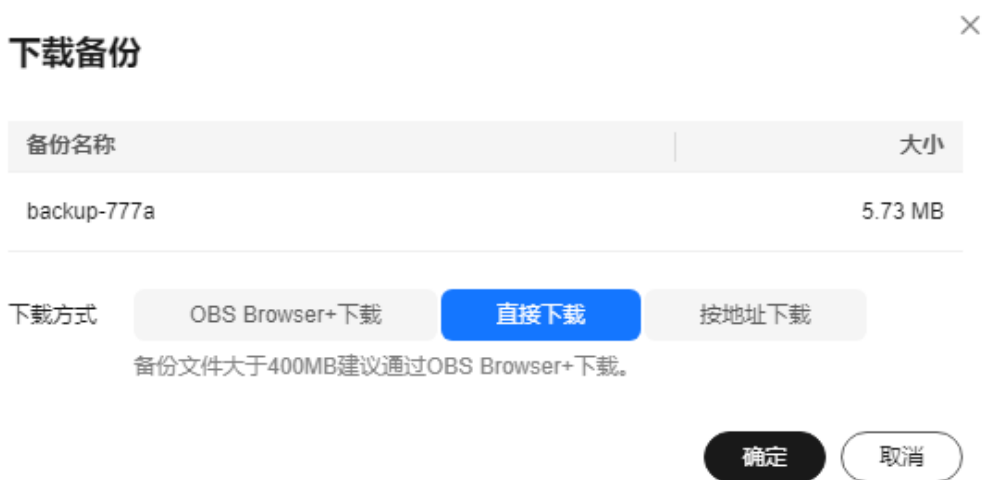 下载备份
备份名称 大小
backup-777a 5.73 MB
下载方式 OBS Browser+下载 直接下载 按地址下载
备份文件大于400MB建议通过OBS Browser+下载。
确定 取消